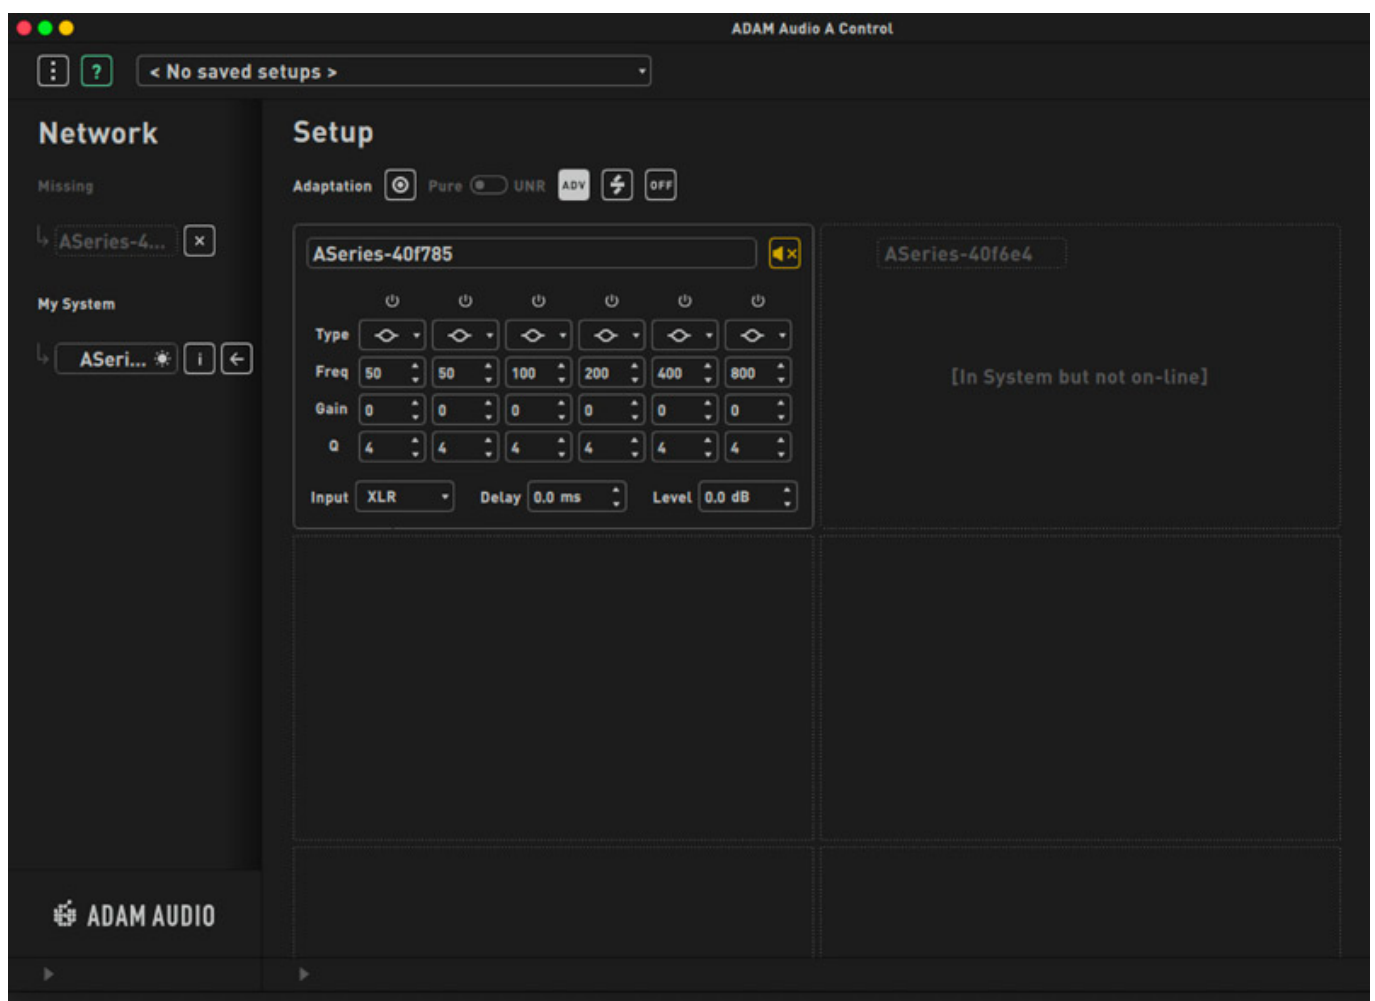 ADAM Audio A Control
? < No saved setups >
Network
Missing
ASeries-4...
My System
ASeri... i
ADAM AUDIO
Setup
Adaptation Pure UNR ADV OFF
ASeries-40f785
Type
Freq 50 50 100 200 400 800
Gain 0 0 0 0 0 0
Q 4 4 4 4 4 4
Input XLR Delay 0.0 ms Level 0.0 dB
ASeries-40f6e4
[In System but not on-line]